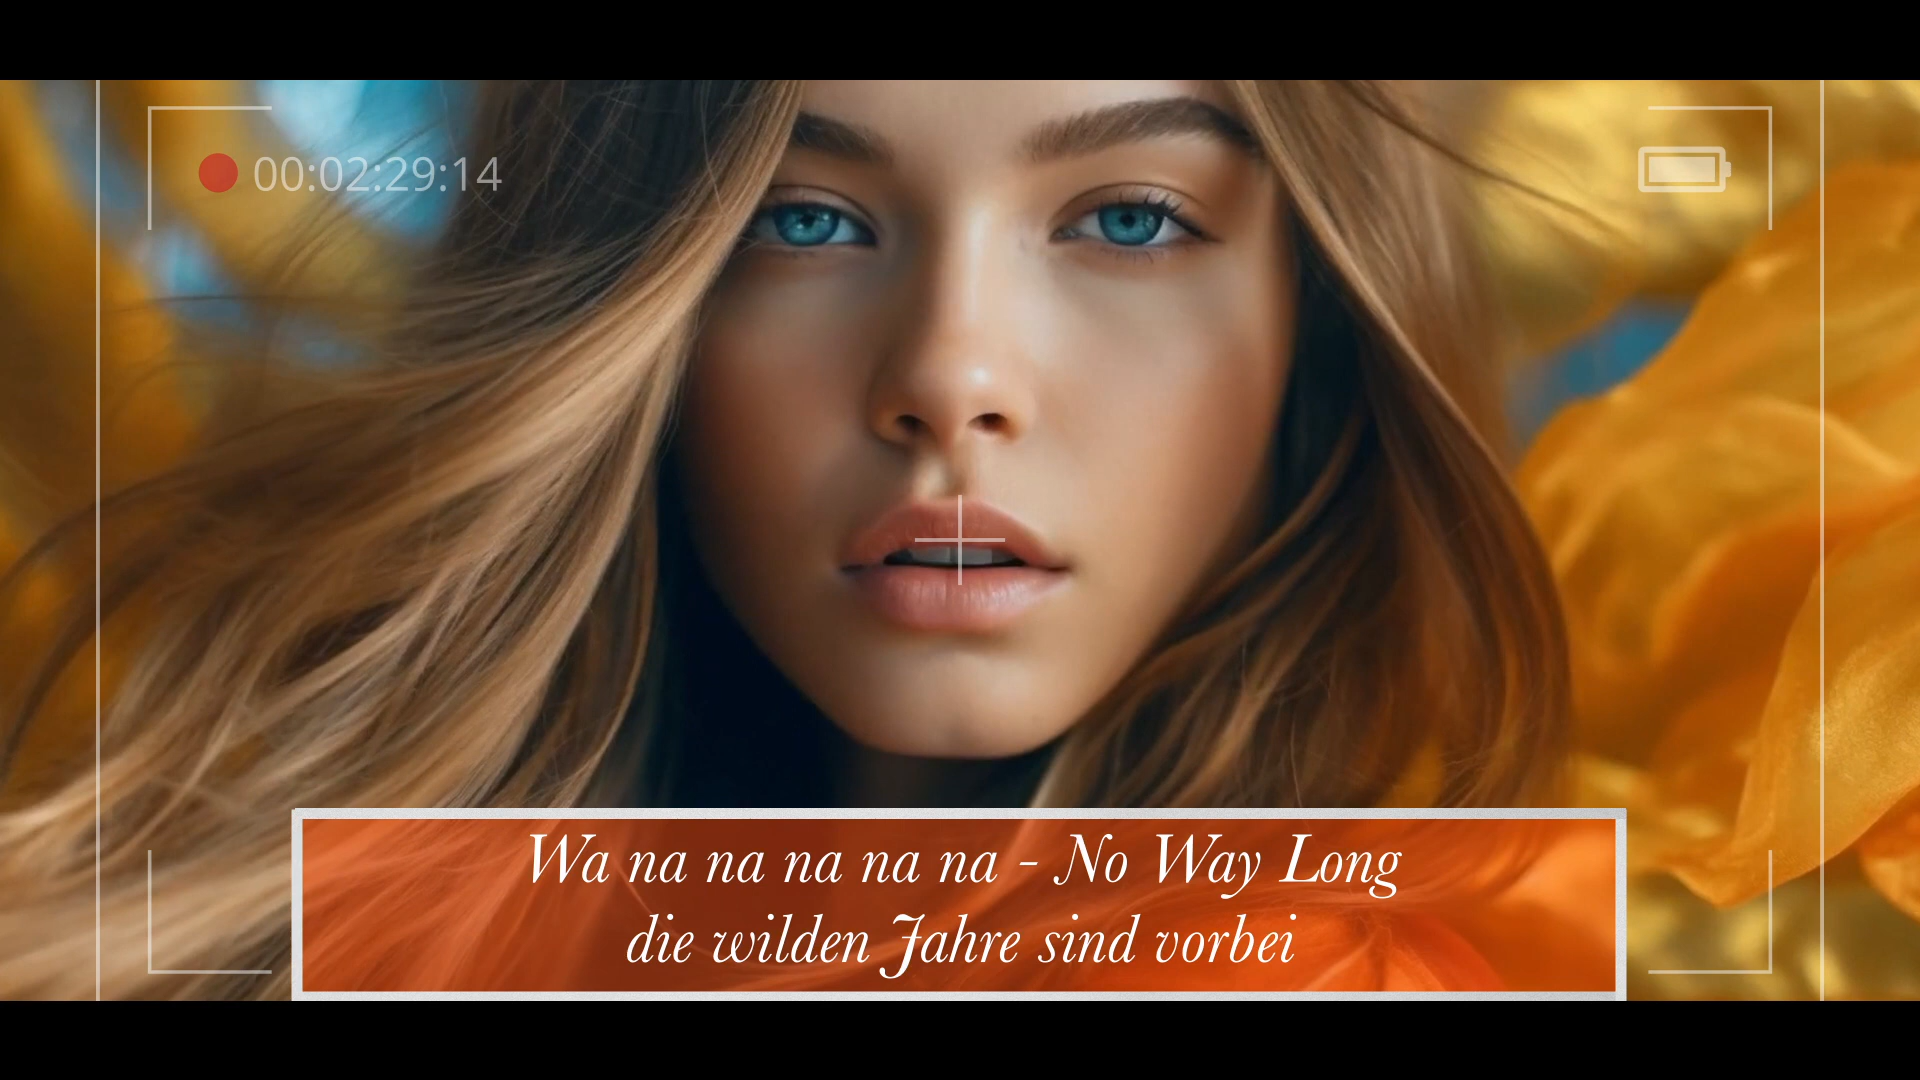 00:02:29:14
Wa na na na na na - No Way Long
die wilden Jahre sind vorbei